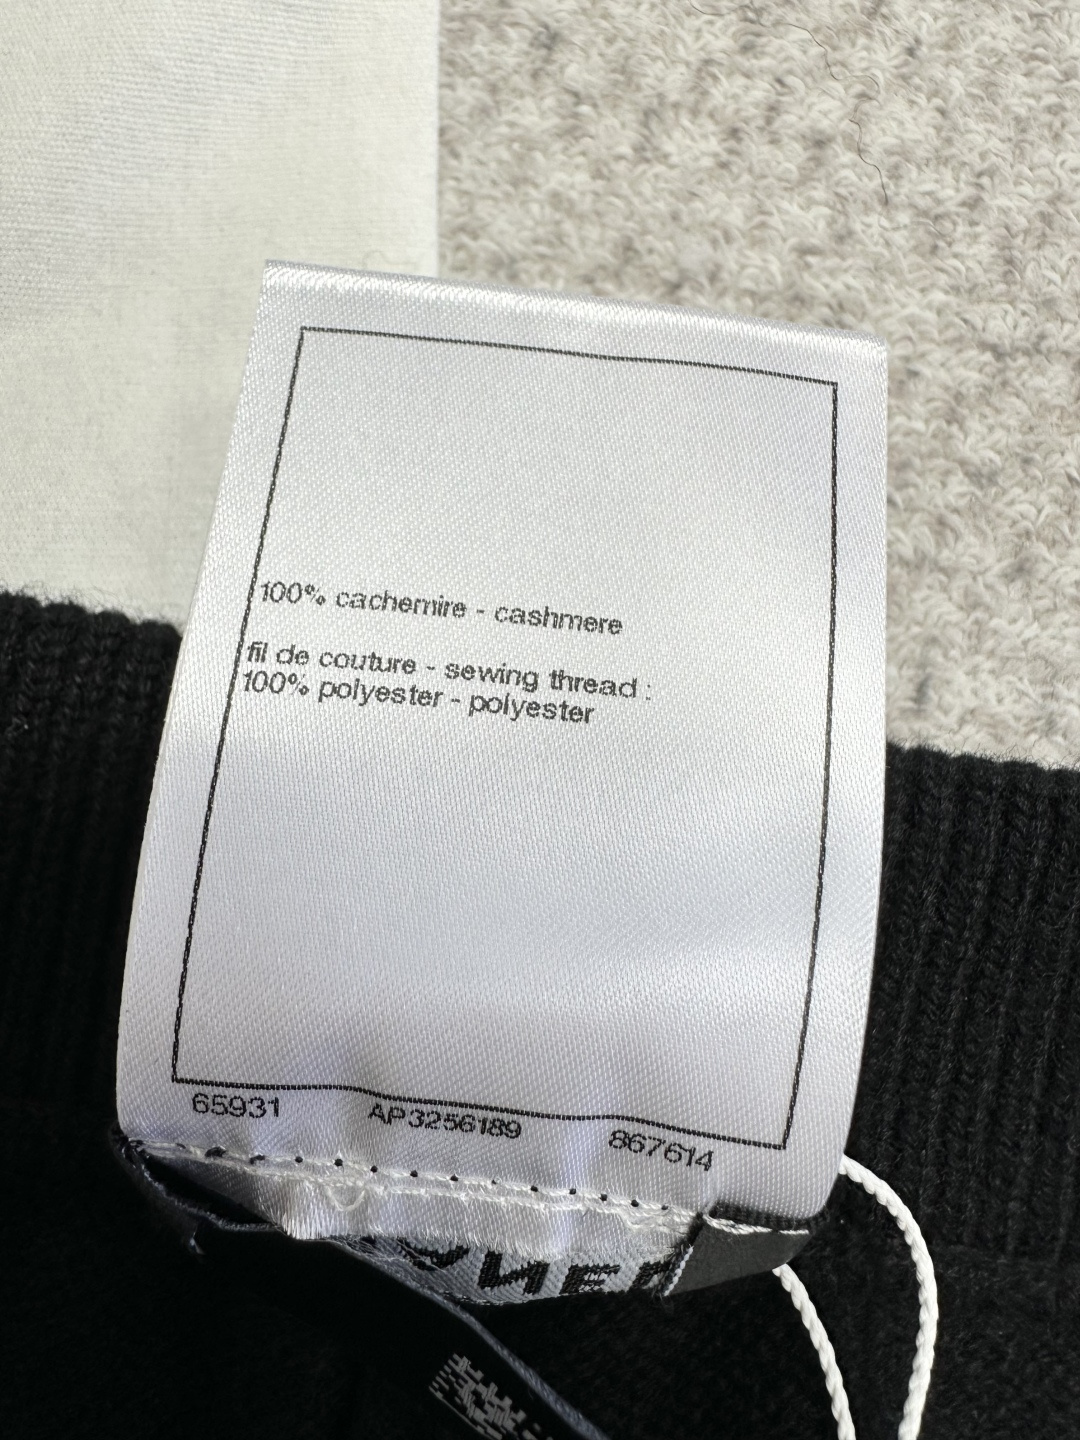 100% cachemire - cashmere
fil de couture - sewing thread :
100% polyester - polyester
65931 AP3256189 867614